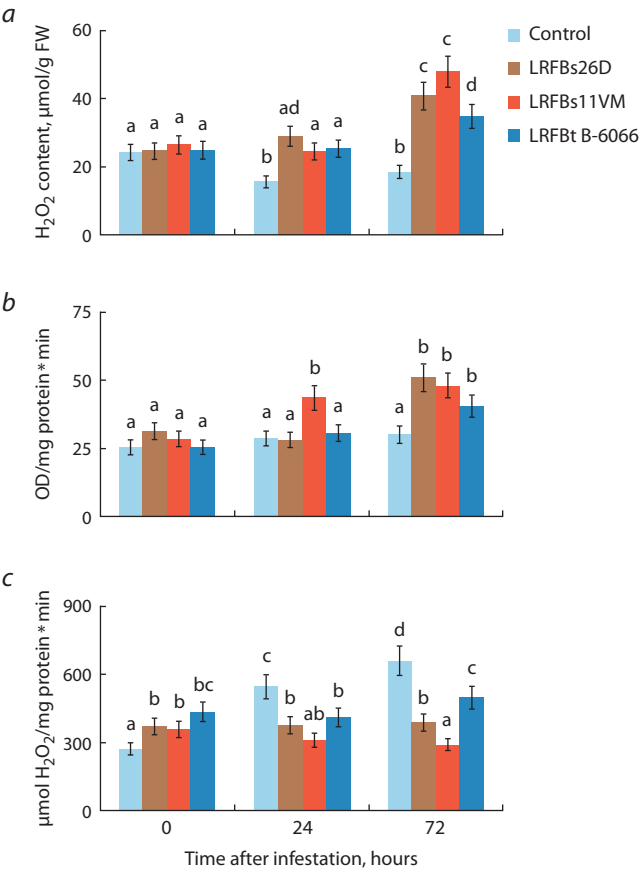 a
H₂O₂ content, μmol/g FW
60
40
20
0
a a a a
b ad a a
b c c d
Control
LRFBs26D
LRFBs11VM
LRFBt B-6066
b
OD/mg protein*min
75
50
25
0
a a a a
a a b a
a b b b
c
μmol H₂O₂/mg protein*min
900
600
300
0
a b b bc
c b ab b
d b a c
0 24 72
Time after infestation, hours